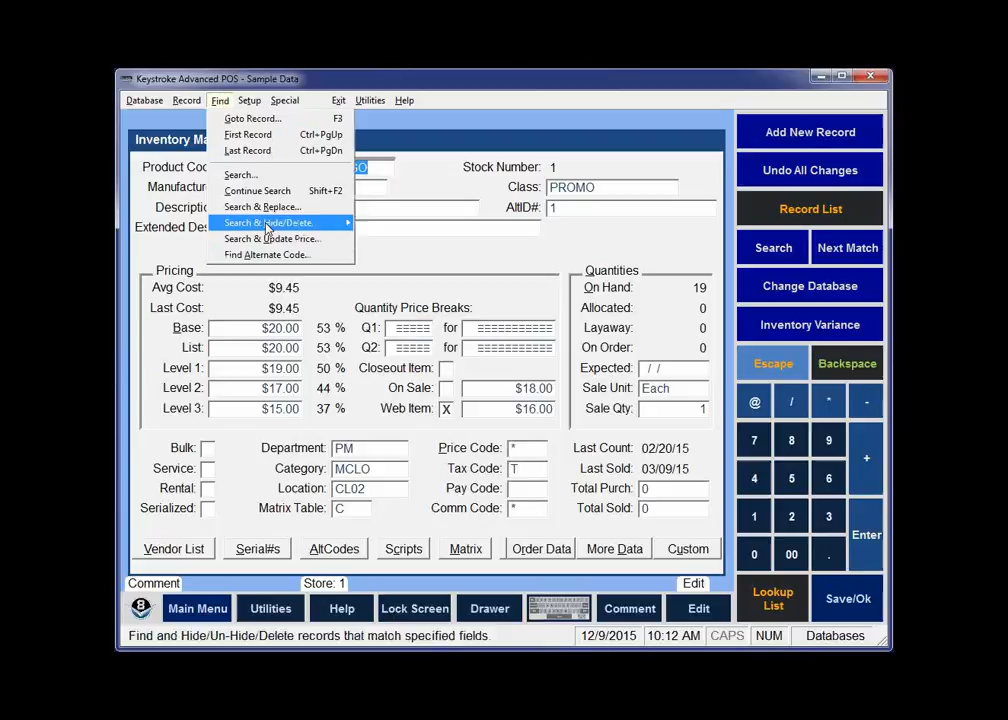 Keystroke Advanced POS - Sample Data
Database Record Find Setup Special Exit Utilities Help
Goto Record... F3
First Record Ctrl+PgUp
Last Record Ctrl+PgDn
Search...
Continue Search Shift+F2
Search & Replace...
Search & Hide/Delete
Search & Update Price...
Find Alternate Code...
Inventory Ma
Product Cod GO Stock Number: 1
Manufactur Class: PROMO
Descriptio AltID#: 1
Extended Des
Pricing
Avg Cost: $9.45
Last Cost: $9.45 Quantity Price Breaks:
Base: $20.00 53 % Q1: ===== for ===========
List: $20.00 53 % Q2: ===== for ===========
Level 1: $19.00 50 % Closeout Item:
Level 2: $17.00 44 % On Sale: $18.00
Level 3: $15.00 37 % Web Item: X $16.00
Quantities
On Hand: 19
Allocated: 0
Layaway: 0
On Order: 0
Expected: / /
Sale Unit: Each
Sale Qty: 1
Bulk: Department: PM Price Code: * Last Count: 02/20/15
Service: Category: MCLO Tax Code: T Last Sold: 03/09/15
Rental: Location: CL02 Pay Code: Total Purch: 0
Serialized: Matrix Table: C Comm Code: * Total Sold: 0
Vendor List Serial#s AltCodes Scripts Matrix Order Data More Data Custom
Comment Store: 1 Edit
8 Main Menu Utilities Help Lock Screen Drawer Comment Edit
Find and Hide/Un-Hide/Delete records that match specified fields. 12/9/2015 10:12 AM CAPS NUM Databases
Add New Record
Undo All Changes
Record List
Search Next Match
Change Database
Inventory Variance
Escape Backspace
@ / * -
7 8 9 +
4 5 6
1 2 3 Enter
0 00 .
Lookup List
Save/Ok